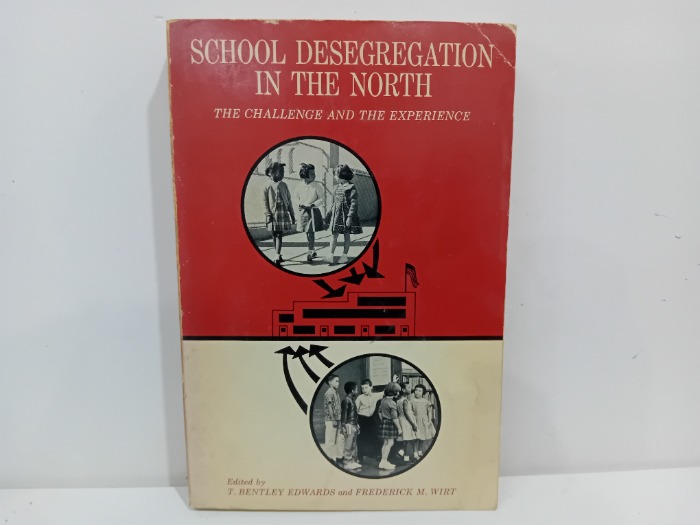 SCHOOL DESEGREGATION
IN THE NORTH
THE CHALLENGE AND THE EXPERIENCE
Edited by
T. BENTLEY EDWARDS and FREDERICK M. WIRT